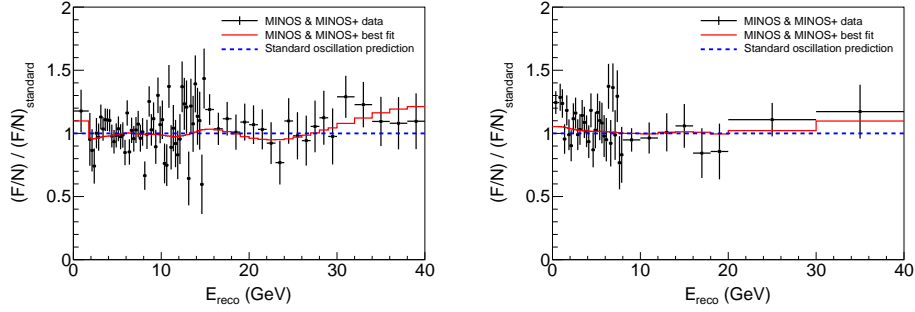 MINOS & MINOS+ data
MINOS & MINOS+ best fit
Standard oscillation prediction
(F/N) / (F/N)standard
2
1.5
1
0.5
0
0 10 20 30 40
Ereco (GeV)
MINOS & MINOS+ data
MINOS & MINOS+ best fit
Standard oscillation prediction
(F/N) / (F/N)standard
2
1.5
1
0.5
0
0 10 20 30 40
Ereco (GeV)